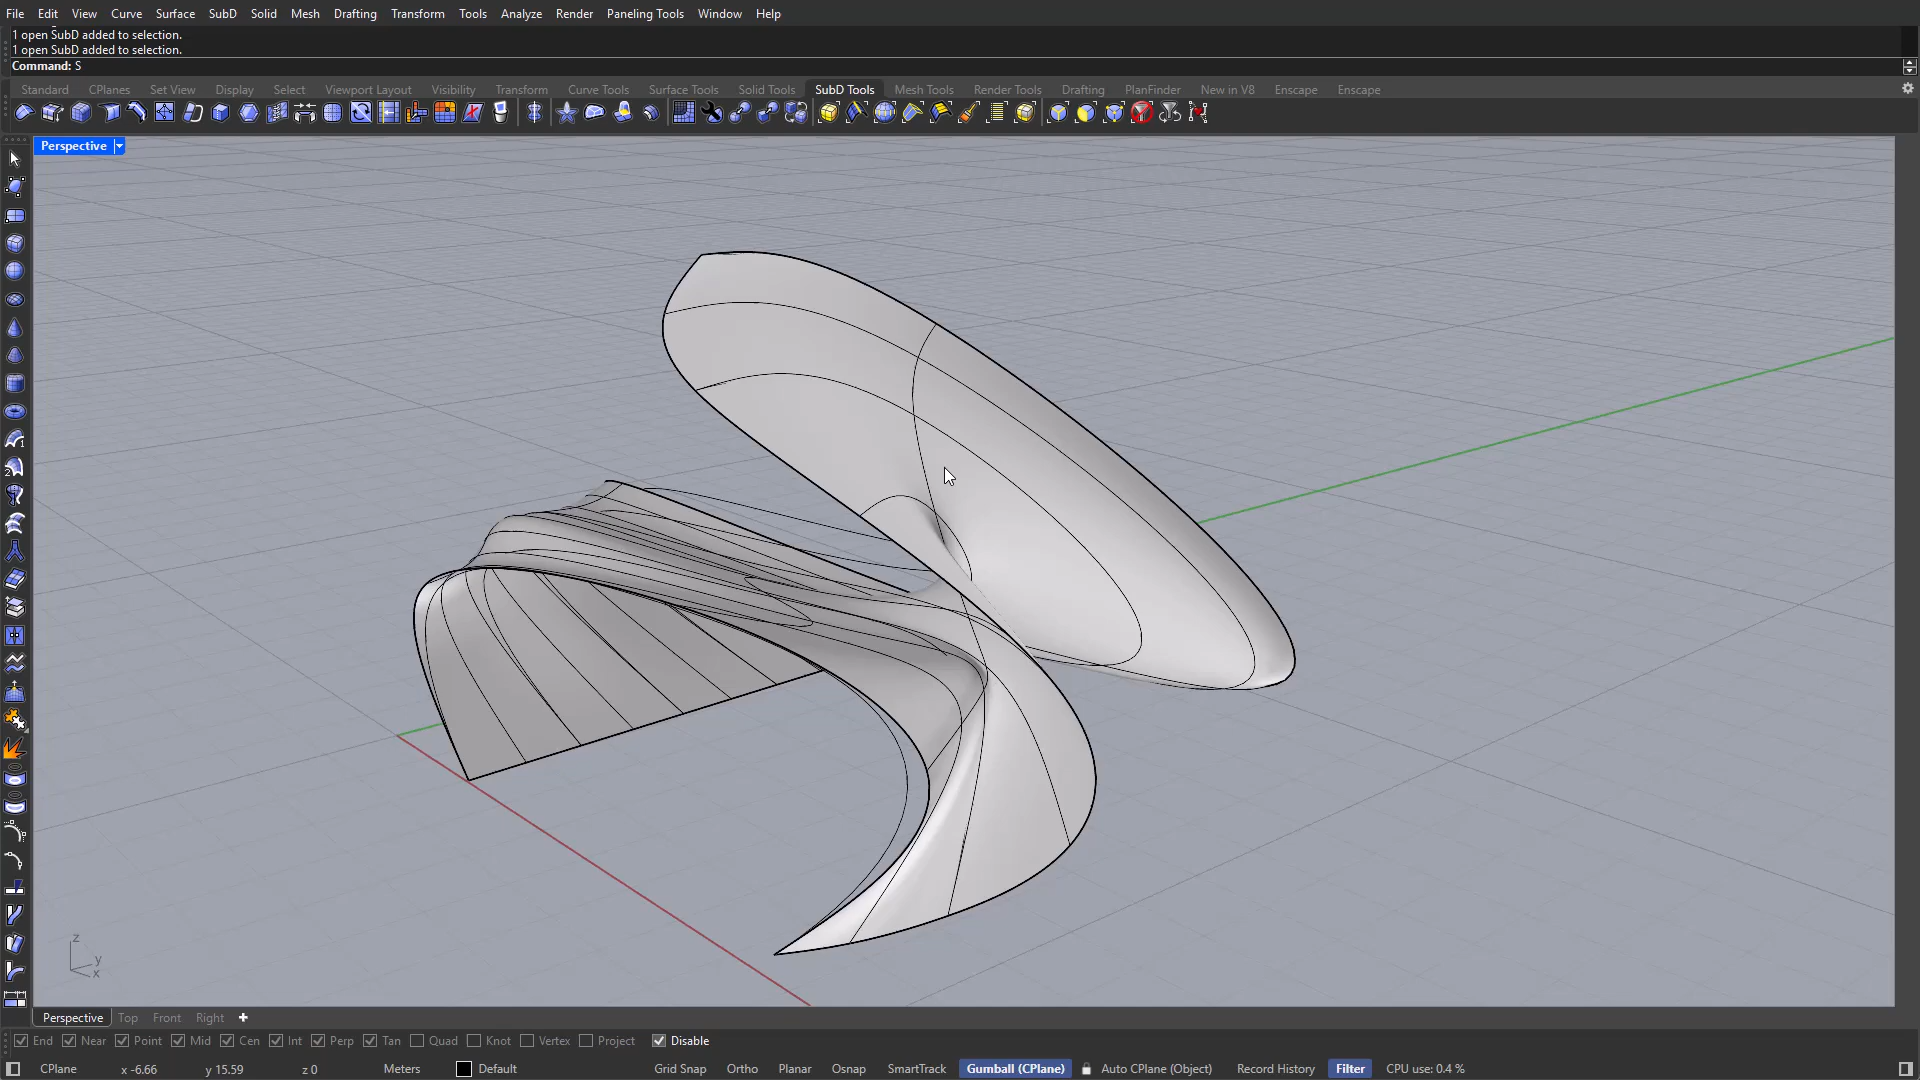 File Edit View Curve Surface SubD Solid Mesh Drafting Transform Tools Analyze Render Paneling Tools Window Help
1 open SubD added to selection.
1 open SubD added to selection.
Command: S
Standard CPlanes Set View Display Select Viewport Layout Visibility Transform Curve Tools Surface Tools Solid Tools SubD Tools Mesh Tools Render Tools Drafting PlanFinder New in V8 Enscape Enscape
Perspective
z
y
x
Perspective Top Front Right
End Near Point Mid Cen Int Perp Tan Quad Knot Vertex Project Disable
CPlane x -6.66 y 15.59 z 0 Meters Default Grid Snap Ortho Planar Osnap SmartTrack Gumball (CPlane) Auto CPlane (Object) Record History Filter CPU use: 0.4 %